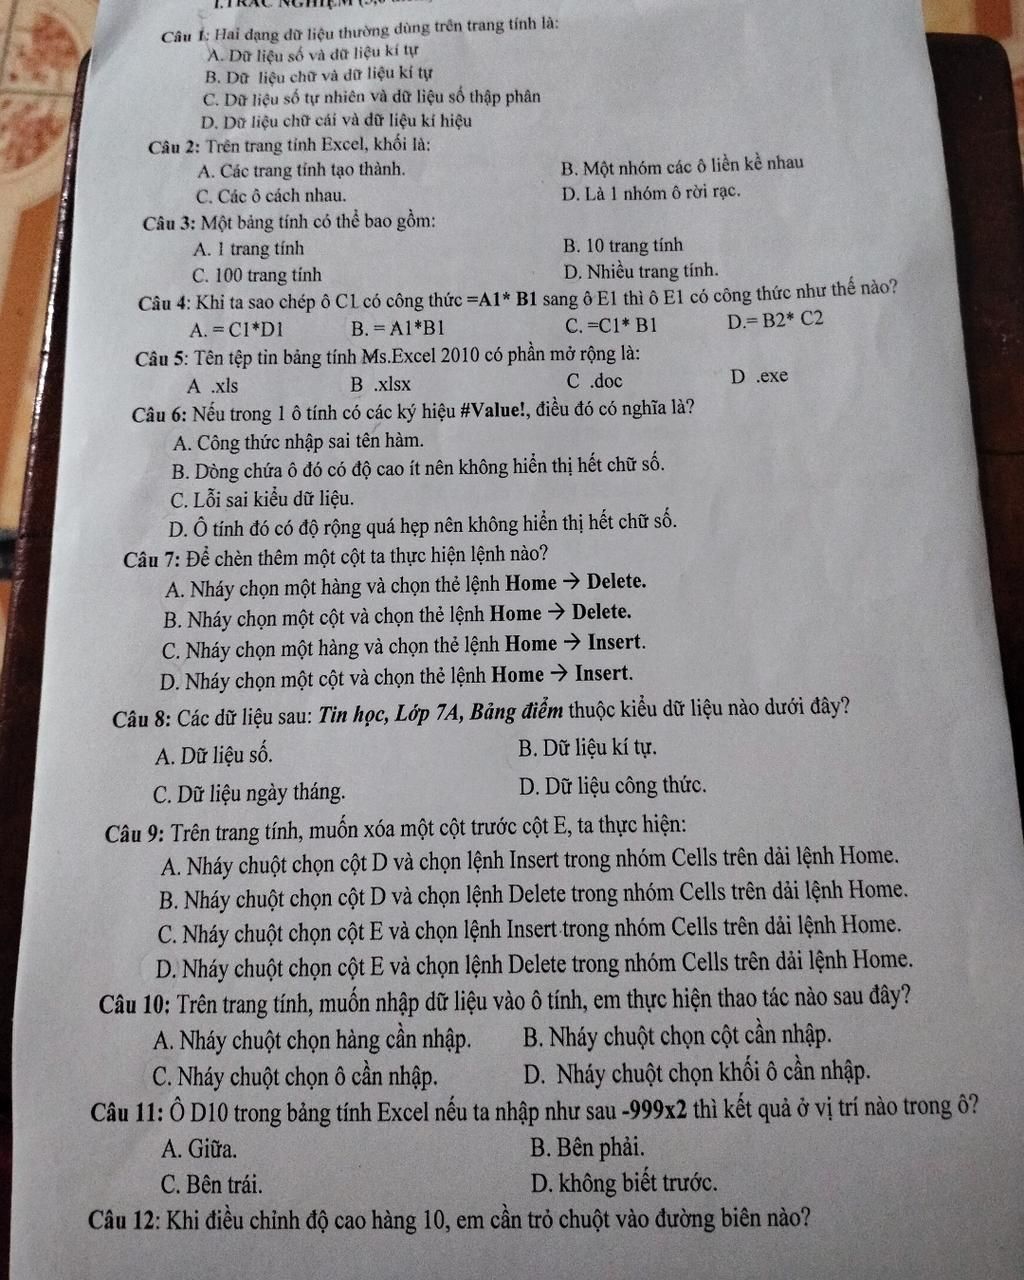 I. TRẮC NGHIỆM
Câu 1: Hai dạng dữ liệu thường dùng trên trang tính là:
A. Dữ liệu số và dữ liệu kí tự
B. Dữ liệu chữ và dữ liệu kí tự
C. Dữ liệu số tự nhiên và dữ liệu số thập phân
D. Dữ liệu chữ cái và dữ liệu kí hiệu
Câu 2: Trên trang tính Excel, khối là:
A. Các trang tính tạo thành. B. Một nhóm các ô liền kề nhau
C. Các ô cách nhau. D. Là 1 nhóm ô rời rạc.
Câu 3: Một bảng tính có thể bao gồm:
A. 1 trang tính B. 10 trang tính
C. 100 trang tính D. Nhiều trang tính.
Câu 4: Khi ta sao chép ô C1 có công thức =A1* B1 sang ô E1 thì ô E1 có công thức như thế nào?
A. = C1*D1 B. = A1*B1 C. =C1* B1 D.= B2* C2
Câu 5: Tên tệp tin bảng tính Ms.Excel 2010 có phần mở rộng là:
A .xls B .xlsx C .doc D .exe
Câu 6: Nếu trong 1 ô tính có các ký hiệu #Value!, điều đó có nghĩa là?
A. Công thức nhập sai tên hàm.
B. Dòng chứa ô đó có độ cao ít nên không hiển thị hết chữ số.
C. Lỗi sai kiểu dữ liệu.
D. Ô tính đó có độ rộng quá hẹp nên không hiển thị hết chữ số.
Câu 7: Để chèn thêm một cột ta thực hiện lệnh nào?
A. Nháy chọn một hàng và chọn thẻ lệnh Home → Delete.
B. Nháy chọn một cột và chọn thẻ lệnh Home → Delete.
C. Nháy chọn một hàng và chọn thẻ lệnh Home → Insert.
D. Nháy chọn một cột và chọn thẻ lệnh Home → Insert.
Câu 8: Các dữ liệu sau: Tin học, Lớp 7A, Bảng điểm thuộc kiểu dữ liệu nào dưới đây?
A. Dữ liệu số. B. Dữ liệu kí tự.
C. Dữ liệu ngày tháng. D. Dữ liệu công thức.
Câu 9: Trên trang tính, muốn xóa một cột trước cột E, ta thực hiện:
A. Nháy chuột chọn cột D và chọn lệnh Insert trong nhóm Cells trên dải lệnh Home.
B. Nháy chuột chọn cột D và chọn lệnh Delete trong nhóm Cells trên dải lệnh Home.
C. Nháy chuột chọn cột E và chọn lệnh Insert trong nhóm Cells trên dải lệnh Home.
D. Nháy chuột chọn cột E và chọn lệnh Delete trong nhóm Cells trên dải lệnh Home.
Câu 10: Trên trang tính, muốn nhập dữ liệu vào ô tính, em thực hiện thao tác nào sau đây?
A. Nháy chuột chọn hàng cần nhập. B. Nháy chuột chọn cột cần nhập.
C. Nháy chuột chọn ô cần nhập. D. Nháy chuột chọn khối ô cần nhập.
Câu 11: Ô D10 trong bảng tính Excel nếu ta nhập như sau -999x2 thì kết quả ở vị trí nào trong ô?
A. Giữa. B. Bên phải.
C. Bên trái. D. không biết trước.
Câu 12: Khi điều chỉnh độ cao hàng 10, em cần trỏ chuột vào đường biên nào?